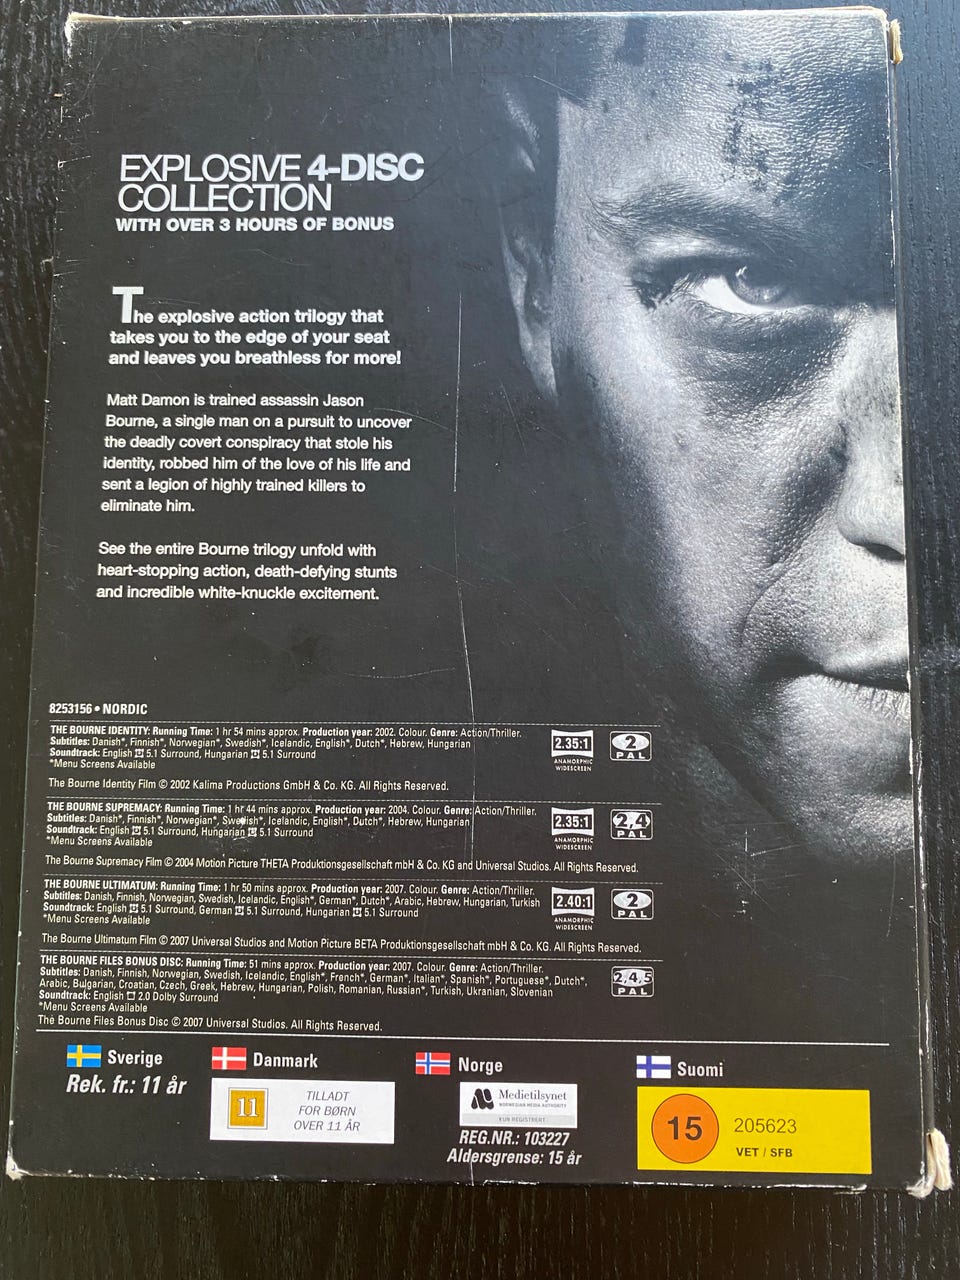 EXPLOSIVE 4-DISC
COLLECTION
WITH OVER 3 HOURS OF BONUS
The explosive action trilogy that
takes you to the edge of your seat
and leaves you breathless for more!
Matt Damon is trained assassin Jason
Bourne, a single man on a pursuit to uncover
the deadly covert conspiracy that stole his
identity, robbed him of the love of his life and
sent a legion of highly trained killers to
eliminate him.
See the entire Bourne trilogy unfold with
heart-stopping action, death-defying stunts
and incredible white-knuckle excitement.
8253156 • NORDIC
THE BOURNE IDENTITY: Running Time: 1 hr 54 mins approx. Production year: 2002. Colour. Genre: Action/Thriller.
Subtitles: Danish*, Finnish*, Norwegian*, Swedish*, Icelandic, English*, Dutch*, Hebrew, Hungarian
Soundtrack: English 5.1 Surround, Hungarian 5.1 Surround
*Menu Screens Available
2.35:1
ANAMORPHIC
WIDESCREEN
2
PAL
The Bourne Identity Film © 2002 Kalima Productions GmbH & Co. KG. All Rights Reserved.
THE BOURNE SUPREMACY: Running Time: 1 hr 44 mins approx. Production year: 2004. Colour. Genre: Action/Thriller.
Subtitles: Danish*, Finnish*, Norwegian*, Swedish*, Icelandic, English*, Dutch*, Hebrew, Hungarian
Soundtrack: English 5.1 Surround, Hungarian 5.1 Surround
*Menu Screens Available
2.35:1
ANAMORPHIC
WIDESCREEN
2,4
PAL
The Bourne Supremacy Film © 2004 Motion Picture THETA Produktionsgesellschaft mbH & Co. KG and Universal Studios. All Rights Reserved.
THE BOURNE ULTIMATUM: Running Time: 1 hr 50 mins approx. Production year: 2007. Colour. Genre: Action/Thriller.
Subtitles: Danish, Finnish, Norwegian, Swedish, Icelandic, English*, German*, Dutch*, Arabic, Hebrew, Hungarian, Turkish
Soundtrack: English 5.1 Surround, German 5.1 Surround, Hungarian 5.1 Surround
*Menu Screens Available
2.40:1
ANAMORPHIC
WIDESCREEN
2
PAL
The Bourne Ultimatum Film © 2007 Universal Studios and Motion Picture BETA Produktionsgesellschaft mbH & Co. KG. All Rights Reserved.
THE BOURNE FILES BONUS DISC: Running Time: 51 mins approx. Production year: 2007. Colour. Genre: Action/Thriller.
Subtitles: Danish, Finnish, Norwegian, Swedish, Icelandic, English*, French*, German*, Italian*, Spanish*, Portuguese*, Dutch*,
Arabic, Bulgarian, Croatian, Czech, Greek, Hebrew, Hungarian, Polish, Romanian, Russian*, Turkish, Ukranian, Slovenian
Soundtrack: English 2.0 Dolby Surround
*Menu Screens Available
2,4,5
PAL
The Bourne Files Bonus Disc © 2007 Universal Studios. All Rights Reserved.
Sverige
Rek. fr.: 11 år
Danmark
11
TILLADT
FOR BØRN
OVER 11 ÅR
Norge
Medietilsynet
NORWEGIAN MEDIA AUTHORITY
KUN REGISTRERT
REG.NR.: 103227
Aldersgrense: 15 år
Suomi
15
205623
VET / SFB